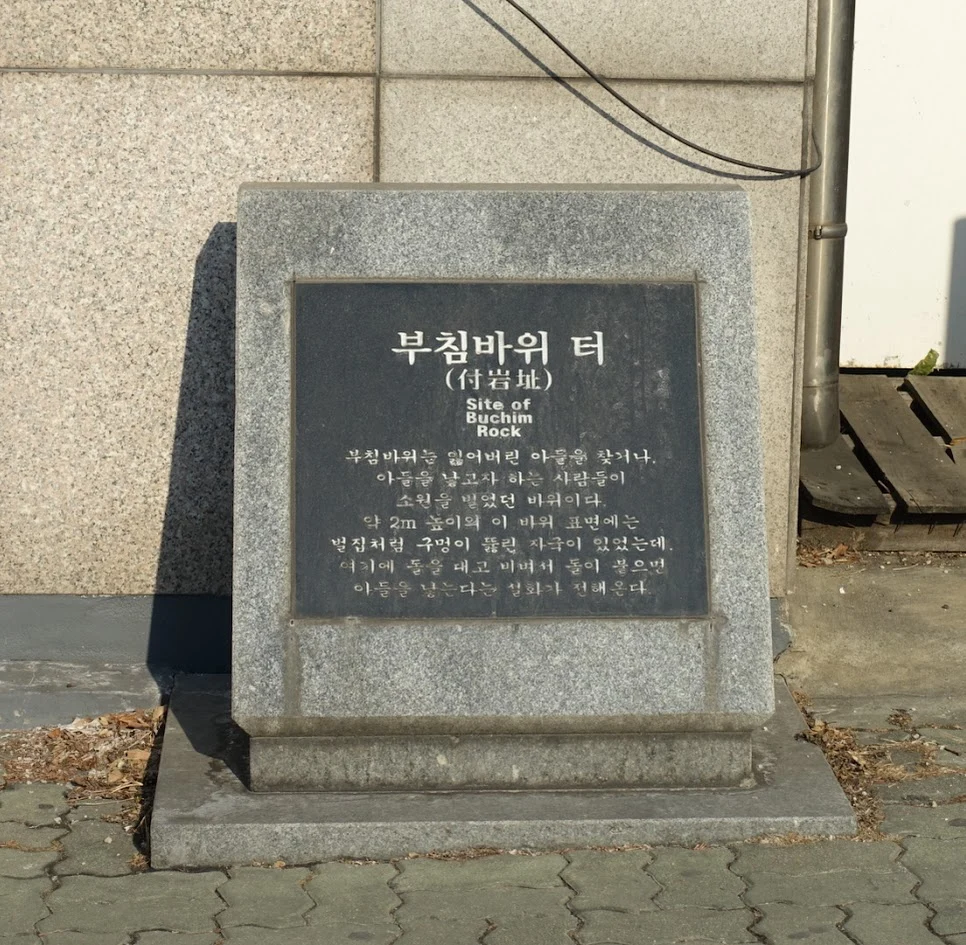 부침바위 터
(付岩址)
Site of
Buchim
Rock
부침바위는 잃어버린 아들을 찾거나,
아들을 낳고자 하는 사람들이
소원을 빌었던 바위이다.
약 2m 높이의 이 바위 표면에는
벌집처럼 구멍이 뚫린 자국이 있었는데,
여기에 돌을 대고 비벼서 돌이 붙으면
아들을 낳는다는 설화가 전해온다.